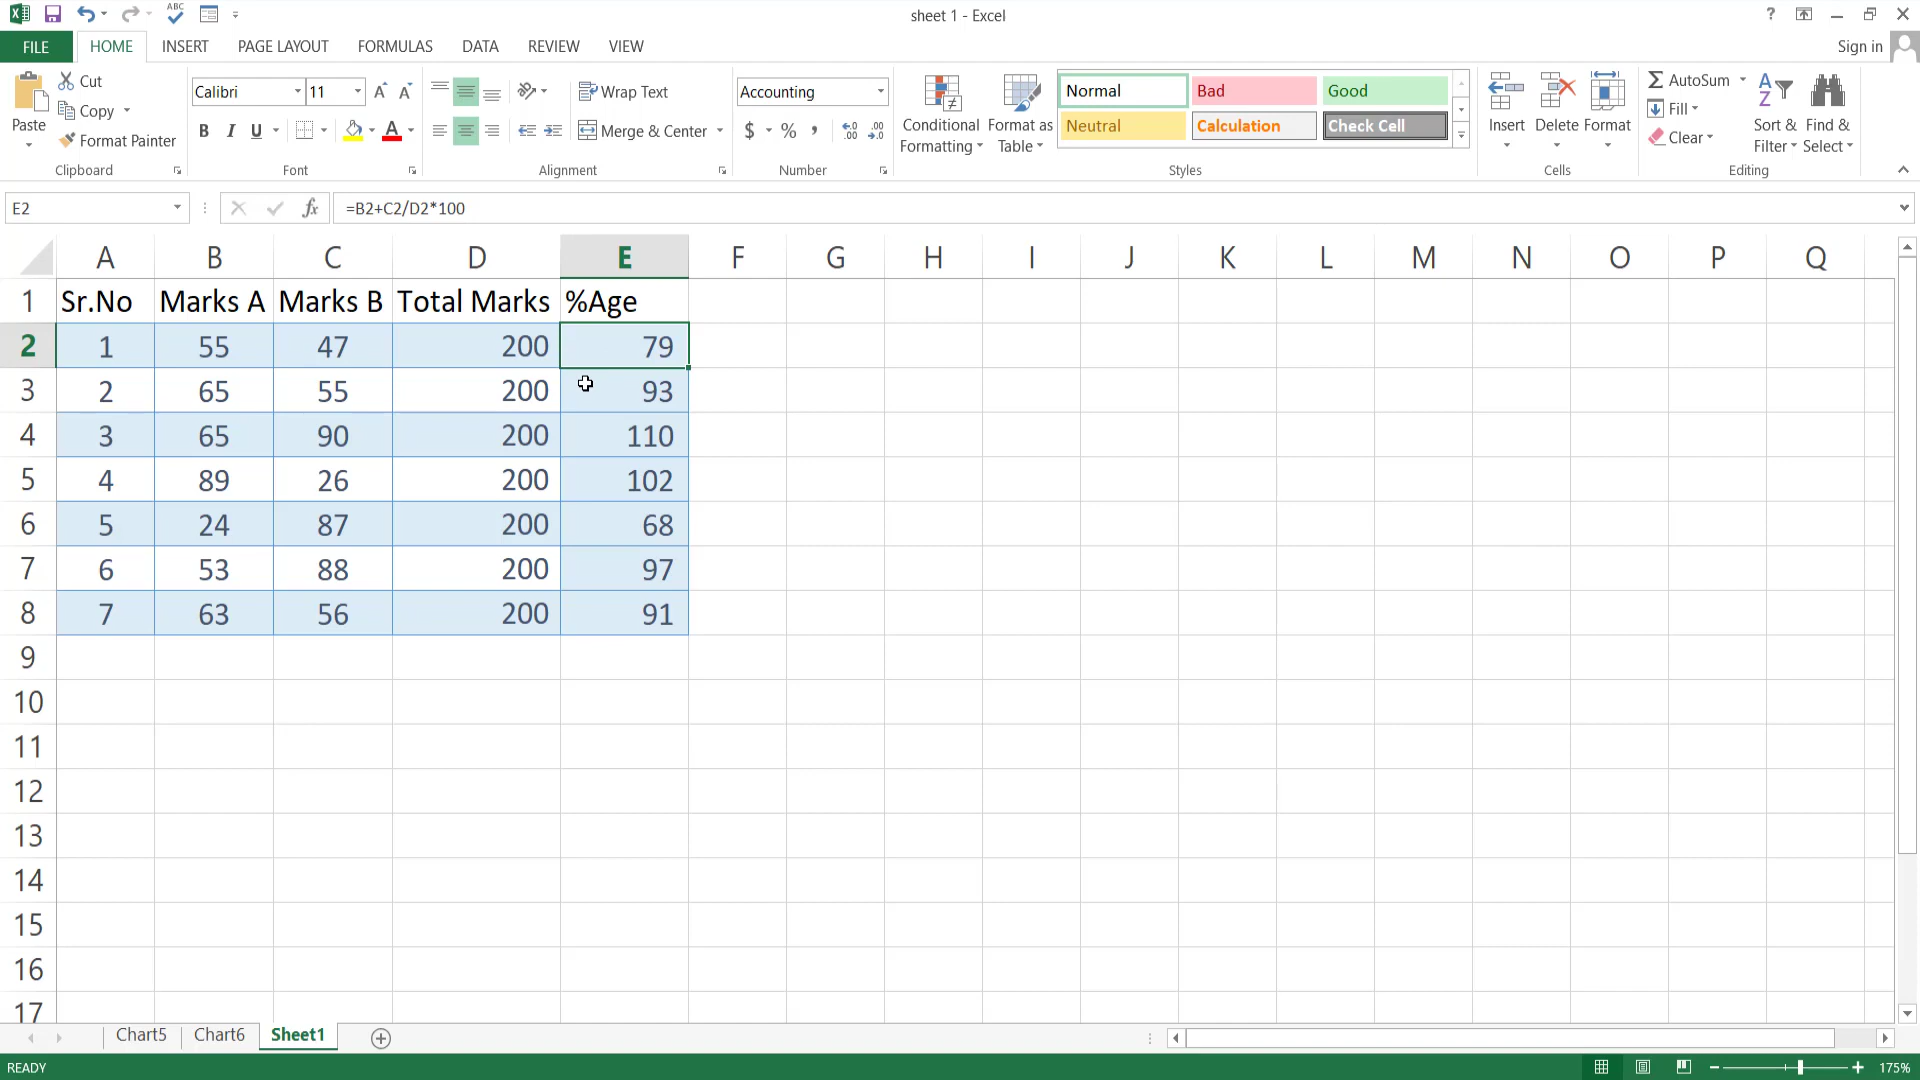 sheet 1 - Excel
?
FILE HOME INSERT PAGE LAYOUT FORMULAS DATA REVIEW VIEW Sign in
ABC
Paste Cut Copy Format Painter Clipboard
Calibri 11 A A B I U A Font
Wrap Text Merge & Center Alignment
Accounting $ % , Number
Conditional Formatting Format as Table
Normal Bad Good
Neutral Calculation Check Cell
Styles
Insert Delete Format Cells
AutoSum Fill Clear Sort & Filter Find & Select Editing
E2 fx =B2+C2/D2*100
A B C D E F G H I J K L M N O P Q
1 Sr.No Marks A Marks B Total Marks %Age
2 1 55 47 200 79
3 2 65 55 200 93
4 3 65 90 200 110
5 4 89 26 200 102
6 5 24 87 200 68
7 6 53 88 200 97
8 7 63 56 200 91
9
10
11
12
13
14
15
16
17
Chart5 Chart6 Sheet1
READY 175%